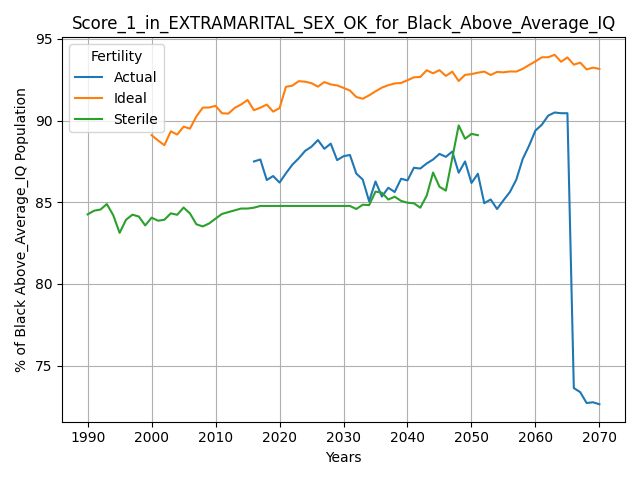 Score_1_in_EXTRAMARITAL_SEX_OK_for_Black_Above_Average_IQ
% of Black Above_Average_IQ Population
95
90
85
80
75
Fertility
Actual
Ideal
Sterile
1990 2000 2010 2020 2030 2040 2050 2060 2070
Years